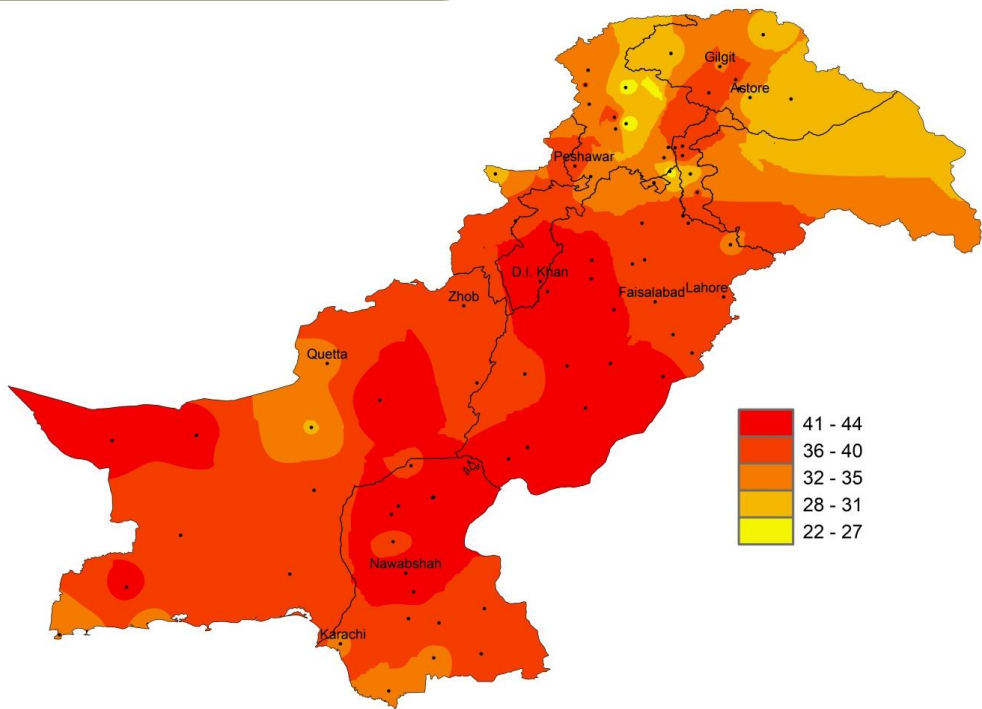 Gilgit
Astore
Peshawar
D.I. Khan
Zhob
Faisalabad
Lahore
Quetta
Nawabshah
Karachi
41 - 44
36 - 40
32 - 35
28 - 31
22 - 27